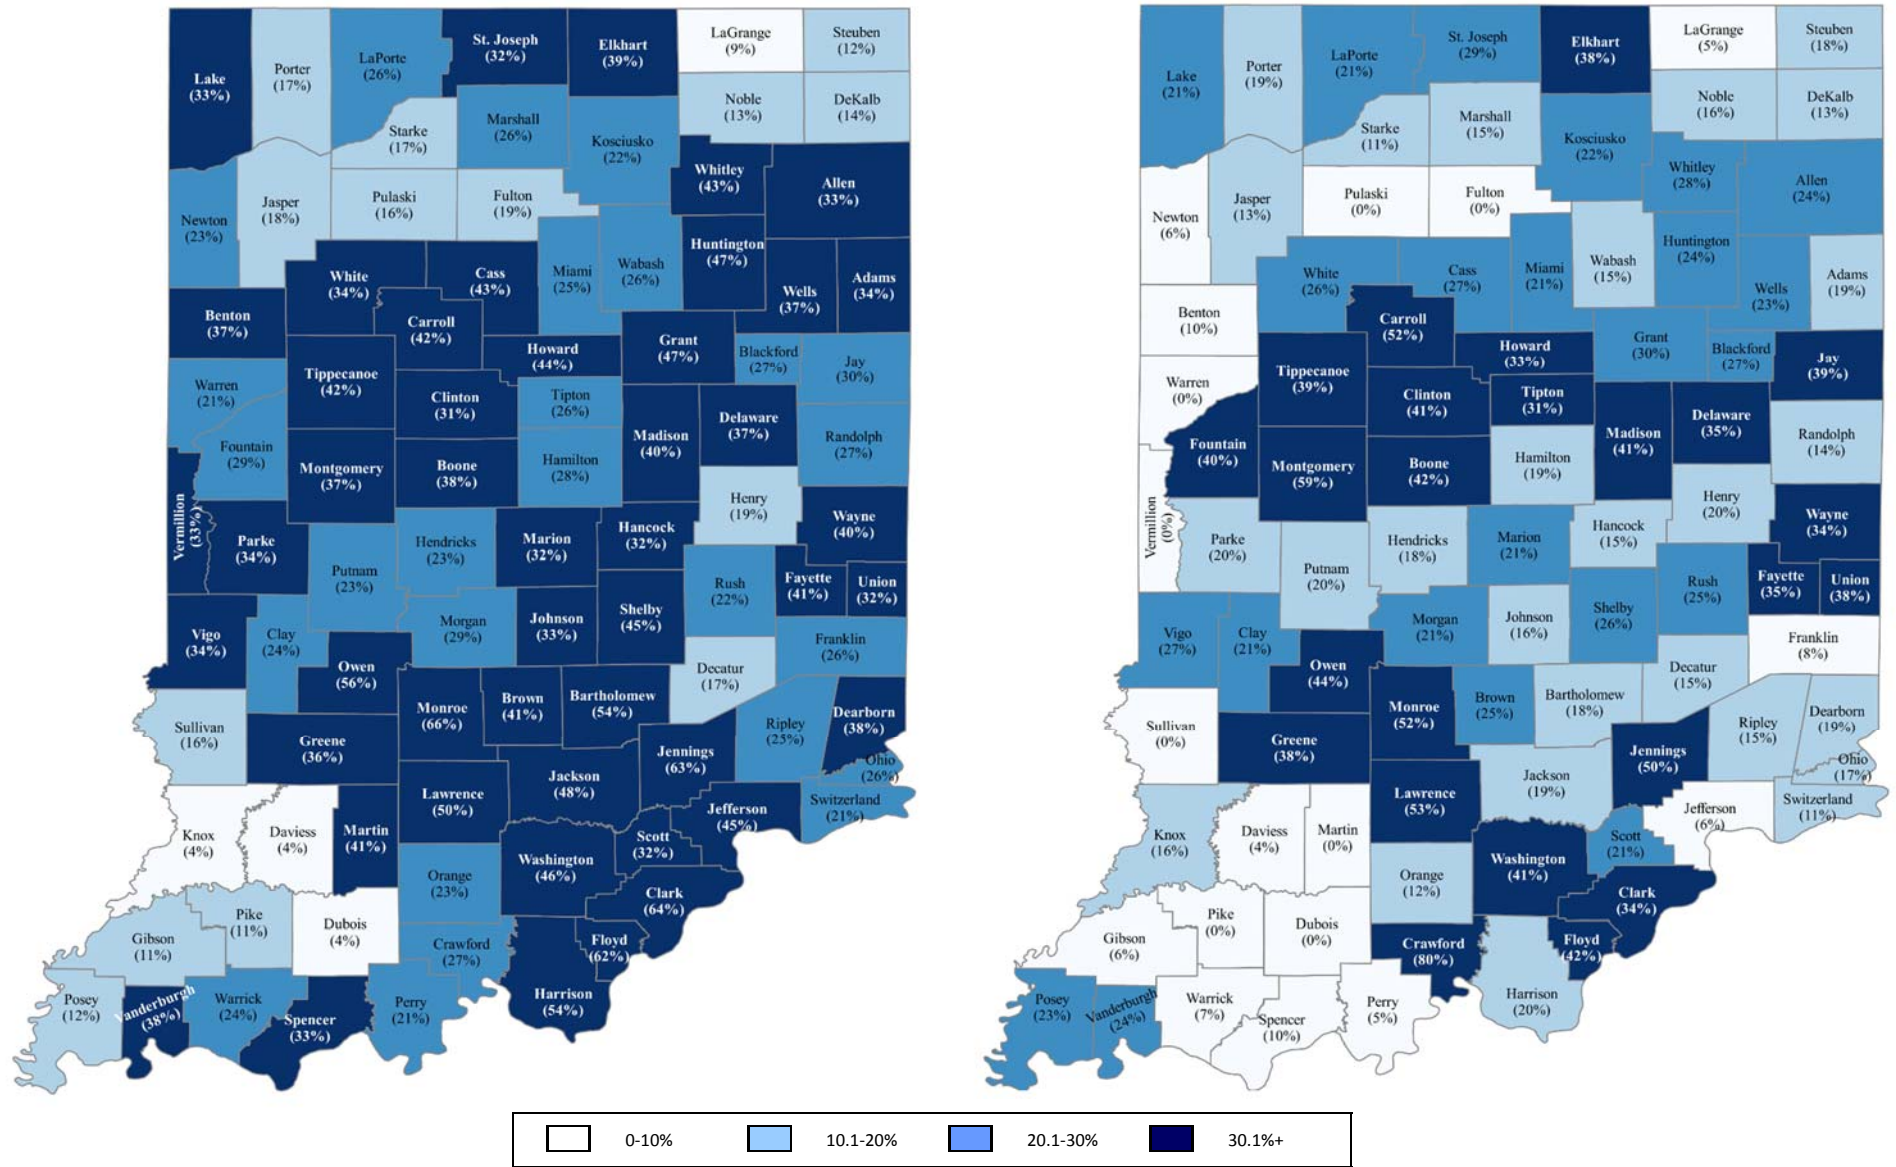 Lake
(33%)
Porter
(17%)
LaPorte
(26%)
St. Joseph
(32%)
Elkhart
(39%)
LaGrange
(9%)
Steuben
(12%)
Noble
(13%)
DeKalb
(14%)
Starke
(17%)
Marshall
(26%)
Kosciusko
(22%)
Whitley
(43%)
Allen
(33%)
Newton
(23%)
Jasper
(18%)
Pulaski
(16%)
Fulton
(19%)
White
(34%)
Cass
(43%)
Miami
(25%)
Wabash
(26%)
Huntington
(47%)
Wells
(37%)
Adams
(34%)
Benton
(37%)
Carroll
(42%)
Howard
(44%)
Grant
(47%)
Blackford
(27%)
Jay
(30%)
Warren
(21%)
Tippecanoe
(42%)
Clinton
(31%)
Tipton
(26%)
Madison
(40%)
Delaware
(37%)
Randolph
(27%)
Fountain
(29%)
Montgomery
(37%)
Boone
(38%)
Hamilton
(28%)
Henry
(19%)
Wayne
(40%)
Vermillion
(33%)
Parke
(34%)
Putnam
(23%)
Hendricks
(23%)
Marion
(32%)
Hancock
(32%)
Rush
(22%)
Fayette
(41%)
Union
(32%)
Vigo
(34%)
Clay
(24%)
Owen
(56%)
Morgan
(29%)
Johnson
(33%)
Shelby
(45%)
Franklin
(26%)
Decatur
(17%)
Sullivan
(16%)
Greene
(36%)
Monroe
(66%)
Brown
(41%)
Bartholomew
(54%)
Jennings
(63%)
Ripley
(25%)
Dearborn
(38%)
Ohio
(26%)
Switzerland
(21%)
Knox
(4%)
Daviess
(4%)
Martin
(41%)
Lawrence
(50%)
Jackson
(48%)
Jefferson
(45%)
Scott
(32%)
Washington
(46%)
Orange
(23%)
Clark
(64%)
Floyd
(62%)
Gibson
(11%)
Pike
(11%)
Dubois
(4%)
Crawford
(27%)
Harrison
(54%)
Posey
(12%)
Vanderburgh
(38%)
Warrick
(24%)
Spencer
(33%)
Perry
(21%)
Lake
(21%)
Porter
(19%)
LaPorte
(21%)
St. Joseph
(29%)
Elkhart
(38%)
LaGrange
(5%)
Steuben
(18%)
Noble
(16%)
DeKalb
(13%)
Starke
(11%)
Marshall
(15%)
Kosciusko
(22%)
Whitley
(28%)
Allen
(24%)
Newton
(6%)
Jasper
(13%)
Pulaski
(0%)
Fulton
(0%)
White
(26%)
Cass
(27%)
Miami
(21%)
Wabash
(15%)
Huntington
(24%)
Wells
(23%)
Adams
(19%)
Benton
(10%)
Carroll
(52%)
Howard
(33%)
Grant
(30%)
Blackford
(27%)
Jay
(39%)
Warren
(0%)
Tippecanoe
(39%)
Clinton
(41%)
Tipton
(31%)
Madison
(41%)
Delaware
(35%)
Randolph
(14%)
Fountain
(40%)
Montgomery
(59%)
Boone
(42%)
Hamilton
(19%)
Henry
(20%)
Wayne
(34%)
Vermillion
(0%)
Parke
(20%)
Putnam
(20%)
Hendricks
(18%)
Marion
(21%)
Hancock
(15%)
Rush
(25%)
Fayette
(35%)
Union
(38%)
Vigo
(27%)
Clay
(21%)
Owen
(44%)
Morgan
(21%)
Johnson
(16%)
Shelby
(26%)
Franklin
(8%)
Decatur
(15%)
Sullivan
(0%)
Greene
(38%)
Monroe
(52%)
Brown
(25%)
Bartholomew
(18%)
Jennings
(50%)
Ripley
(15%)
Dearborn
(19%)
Ohio
(17%)
Switzerland
(11%)
Knox
(16%)
Daviess
(4%)
Martin
(0%)
Lawrence
(53%)
Jackson
(19%)
Jefferson
(6%)
Scott
(21%)
Washington
(41%)
Orange
(12%)
Clark
(34%)
Floyd
(42%)
Gibson
(6%)
Pike
(0%)
Dubois
(0%)
Crawford
(80%)
Harrison
(20%)
Posey
(23%)
Vanderburgh
(24%)
Warrick
(7%)
Spencer
(10%)
Perry
(5%)
0-10% 10.1-20% 20.1-30% 30.1%+